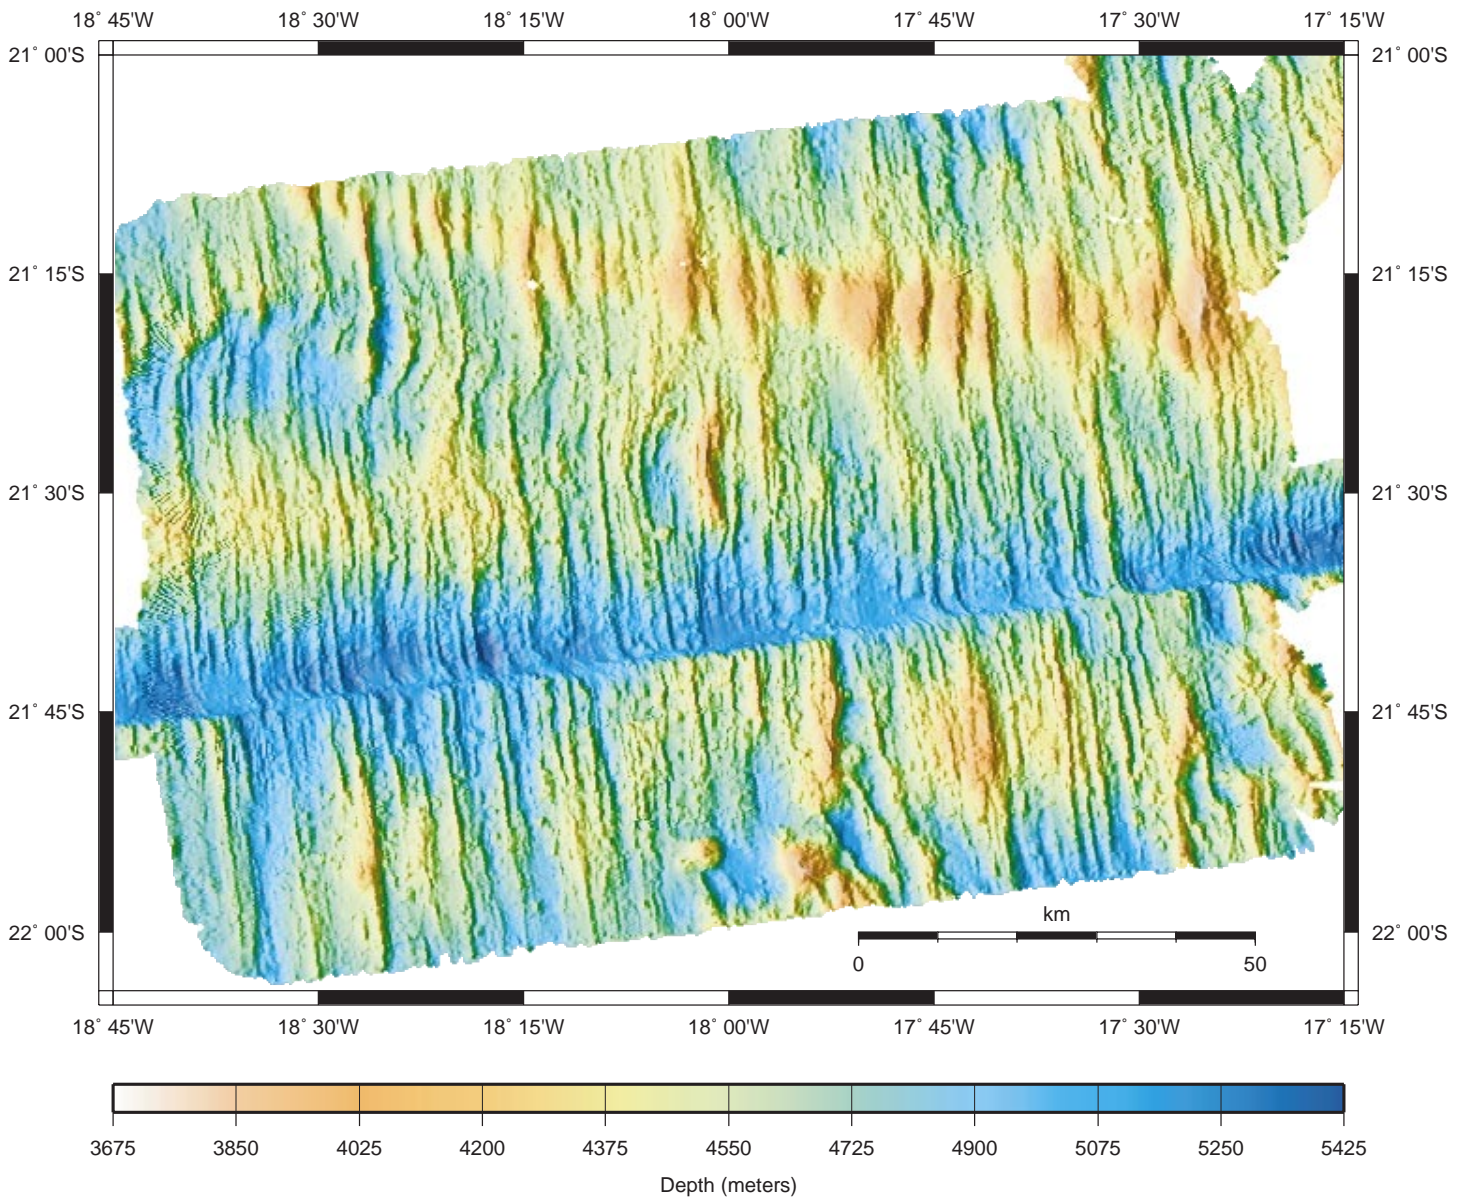 18° 45'W 18° 30'W 18° 15'W 18° 00'W 17° 45'W 17° 30'W 17° 15'W
21° 00'S 21° 00'S
21° 15'S 21° 15'S
21° 30'S 21° 30'S
21° 45'S 21° 45'S
km
22° 00'S 22° 00'S
0 50
18° 45'W 18° 30'W 18° 15'W 18° 00'W 17° 45'W 17° 30'W 17° 15'W
3675 3850 4025 4200 4375 4550 4725 4900 5075 5250 5425
Depth (meters)